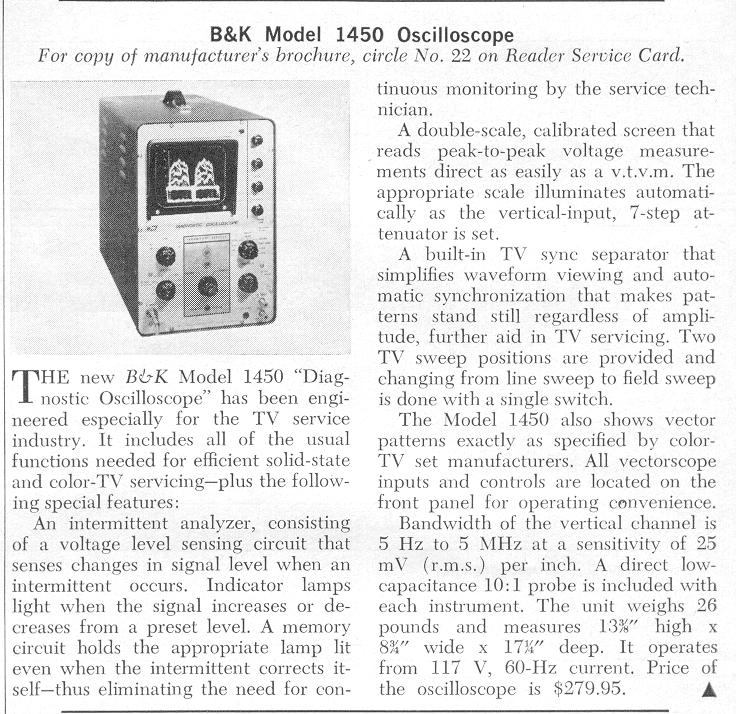 B&K Model 1450 Oscilloscope
For copy of manufacturer's brochure, circle No. 22 on Reader Service Card.
DIAGNOSTIC OSCILLOSCOPE
THE new B&K Model 1450 “Diag-
nostic Oscilloscope” has been engi-
neered especially for the TV service
industry. It includes all of the usual
functions needed for efficient solid-state
and color-TV servicing—plus the follow-
ing special features:
An intermittent analyzer, consisting
of a voltage level sensing circuit that
senses changes in signal level when an
intermittent occurs. Indicator lamps
light when the signal increases or de-
creases from a preset level. A memory
circuit holds the appropriate lamp lit
even when the intermittent corrects it-
self—thus eliminating the need for con-
tinuous monitoring by the service tech-
nician.
A double-scale, calibrated screen that
reads peak-to-peak voltage measure-
ments direct as easily as a v.t.v.m. The
appropriate scale illuminates automati-
cally as the vertical-input, 7-step at-
tenuator is set.
A built-in TV sync separator that
simplifies waveform viewing and auto-
matic synchronization that makes pat-
terns stand still regardless of ampli-
tude, further aid in TV servicing. Two
TV sweep positions are provided and
changing from line sweep to field sweep
is done with a single switch.
The Model 1450 also shows vector
patterns exactly as specified by color-
TV set manufacturers. All vectorscope
inputs and controls are located on the
front panel for operating convenience.
Bandwidth of the vertical channel is
5 Hz to 5 MHz at a sensitivity of 25
mV (r.m.s.) per inch. A direct low-
capacitance 10:1 probe is included with
each instrument. The unit weighs 26
pounds and measures 13⅜″ high x
8¾″ wide x 17¼″ deep. It operates
from 117 V, 60-Hz current. Price of
the oscilloscope is $279.95. ▲